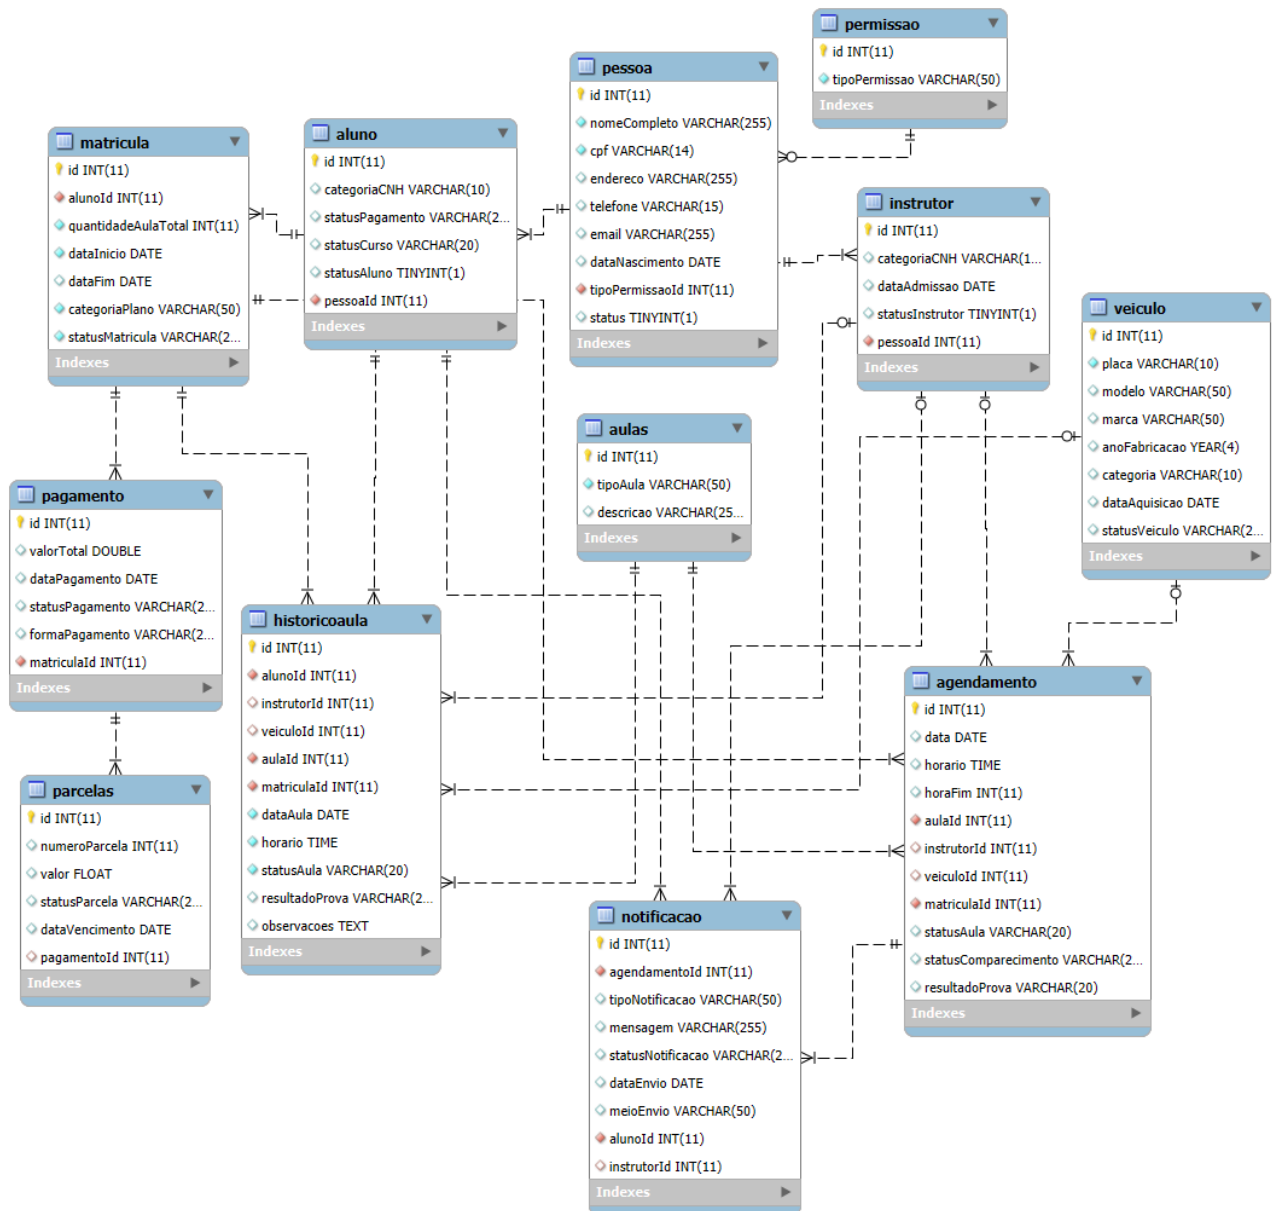 permissao
id INT(11)
tipoPermissao VARCHAR(50)
Indexes
pessoa
id INT(11)
nomeCompleto VARCHAR(255)
cpf VARCHAR(14)
endereco VARCHAR(255)
telefone VARCHAR(15)
email VARCHAR(255)
dataNascimento DATE
tipoPermissaoId INT(11)
status TINYINT(1)
Indexes
matricula
id INT(11)
alunoId INT(11)
quantidadeAulaTotal INT(11)
dataInicio DATE
dataFim DATE
categoriaPlano VARCHAR(50)
statusMatricula VARCHAR(2...
Indexes
aluno
id INT(11)
categoriaCNH VARCHAR(10)
statusPagamento VARCHAR(2...
statusCurso VARCHAR(20)
statusAluno TINYINT(1)
pessoaId INT(11)
Indexes
instrutor
id INT(11)
categoriaCNH VARCHAR(1...
dataAdmissao DATE
statusInstrutor TINYINT(1)
pessoaId INT(11)
Indexes
veiculo
id INT(11)
placa VARCHAR(10)
modelo VARCHAR(50)
marca VARCHAR(50)
anoFabricacao YEAR(4)
categoria VARCHAR(10)
dataAquisicao DATE
statusVeiculo VARCHAR(2...
Indexes
aulas
id INT(11)
tipoAula VARCHAR(50)
descricao VARCHAR(25...
Indexes
pagamento
id INT(11)
valorTotal DOUBLE
dataPagamento DATE
statusPagamento VARCHAR(2...
formaPagamento VARCHAR(2...
matriculaId INT(11)
Indexes
historicoaula
id INT(11)
alunoId INT(11)
instrutorId INT(11)
veiculoId INT(11)
aulaId INT(11)
matriculaId INT(11)
dataAula DATE
horario TIME
statusAula VARCHAR(20)
resultadoProva VARCHAR(2...
observacoes TEXT
Indexes
agendamento
id INT(11)
data DATE
horario TIME
horaFim INT(11)
aulaId INT(11)
instrutorId INT(11)
veiculoId INT(11)
matriculaId INT(11)
statusAula VARCHAR(20)
statusComparecimento VARCHAR(2...
resultadoProva VARCHAR(20)
Indexes
parcelas
id INT(11)
numeroParcela INT(11)
valor FLOAT
statusParcela VARCHAR(2...
dataVencimento DATE
pagamentoId INT(11)
Indexes
notificacao
id INT(11)
agendamentoId INT(11)
tipoNotificacao VARCHAR(50)
mensagem VARCHAR(255)
statusNotificacao VARCHAR(2...
dataEnvio DATE
meioEnvio VARCHAR(50)
alunoId INT(11)
instrutorId INT(11)
Indexes